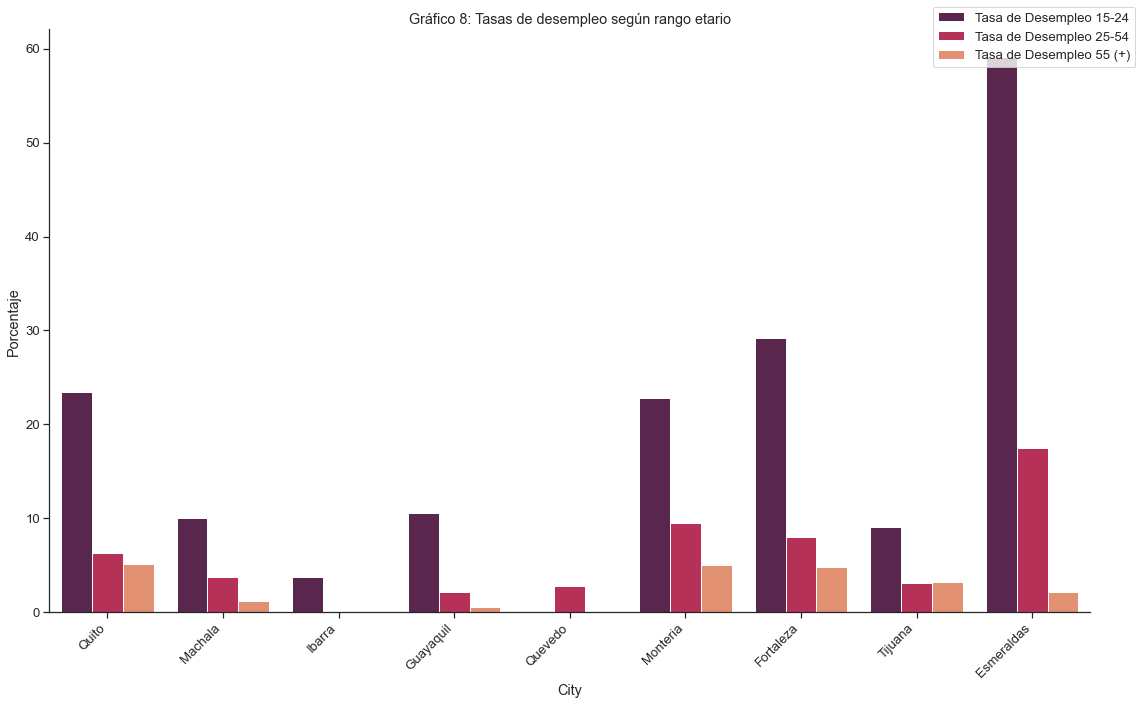 Gráfico 8: Tasas de desempleo según rango etario
Tasa de Desempleo 15-24
Tasa de Desempleo 25-54
Tasa de Desempleo 55 (+)
Porcentaje
60
50
40
30
20
10
0
Quito
Machala
Ibarra
Guayaquil
Quevedo
Monteria
Fortaleza
Tijuana
Esmeraldas
City